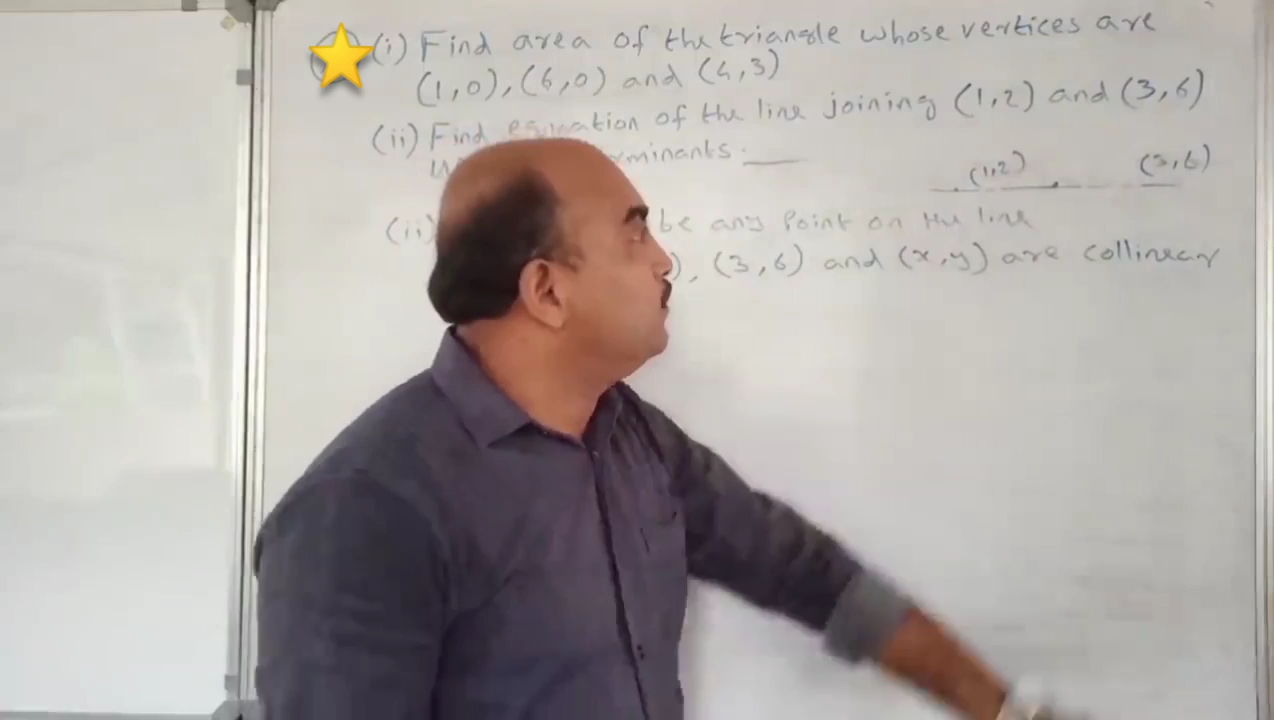 (i) Find area of the triangle whose vertices are
(1,0), (6,0) and (4,3)
(ii) Find equation of the line joining (1,2) and (3,6)
minants.
(1,2) (3,6)
(ii) be any Point on the line
), (3,6) and (x,y) are collinear